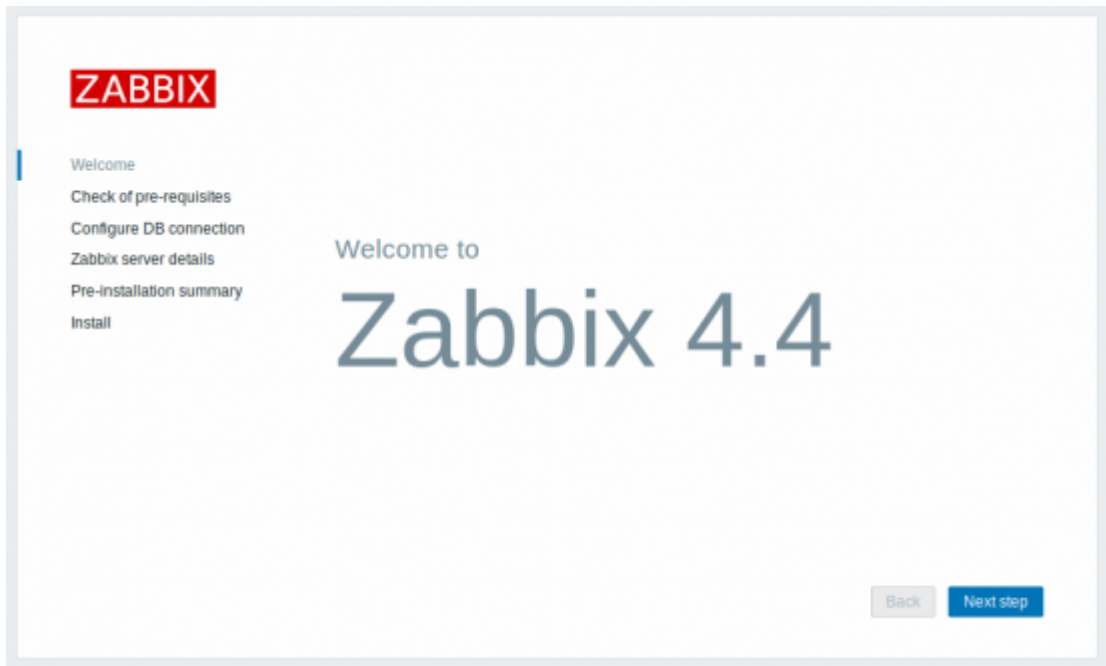 ZABBIX
Welcome
Check of pre-requisites
Configure DB connection
Zabbix server details
Pre-installation summary
Install
Welcome to
Zabbix 4.4
Back
Next step